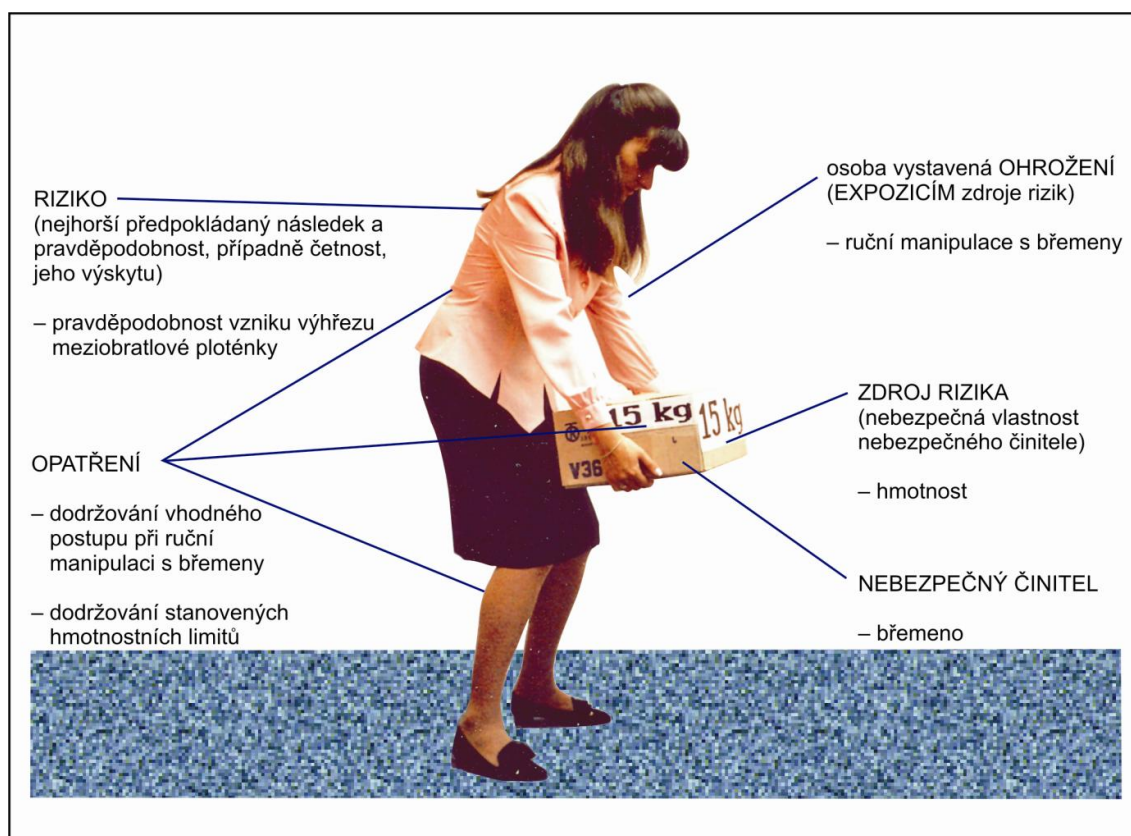 RIZIKO
(nejhorší předpokládaný následek a
pravděpodobnost, případně četnost,
jeho výskytu)
– pravděpodobnost vzniku výhřezu
meziobratlové ploténky
OPATŘENÍ
– dodržování vhodného
postupu při ruční
manipulaci s břemeny
– dodržování stanovených
hmotnostních limitů
osoba vystavená OHROŽENÍ
(EXPOZICÍM zdroje rizik)
– ruční manipulace s břemeny
ZDROJ RIZIKA
(nebezpečná vlastnost
nebezpečného činitele)
– hmotnost
NEBEZPEČNÝ ČINITEL
– břemeno
15 kg
15 kg
V36